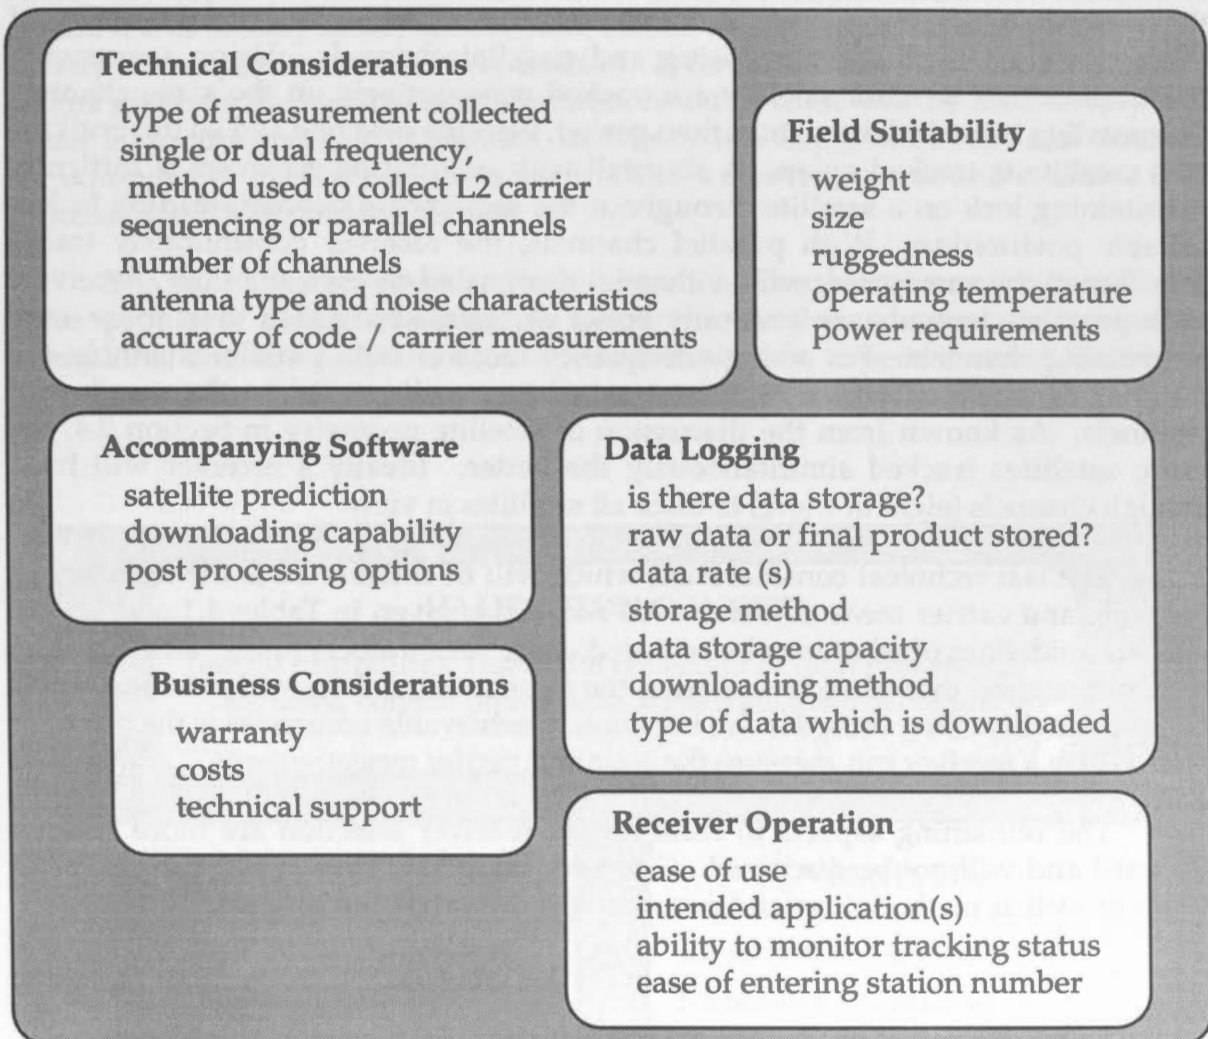 Technical Considerations
type of measurement collected
single or dual frequency,
method used to collect L2 carrier
sequencing or parallel channels
number of channels
antenna type and noise characteristics
accuracy of code / carrier measurements
Field Suitability
weight
size
ruggedness
operating temperature
power requirements
Accompanying Software
satellite prediction
downloading capability
post processing options
Data Logging
is there data storage?
raw data or final product stored?
data rate (s)
storage method
data storage capacity
downloading method
type of data which is downloaded
Business Considerations
warranty
costs
technical support
Receiver Operation
ease of use
intended application(s)
ability to monitor tracking status
ease of entering station number